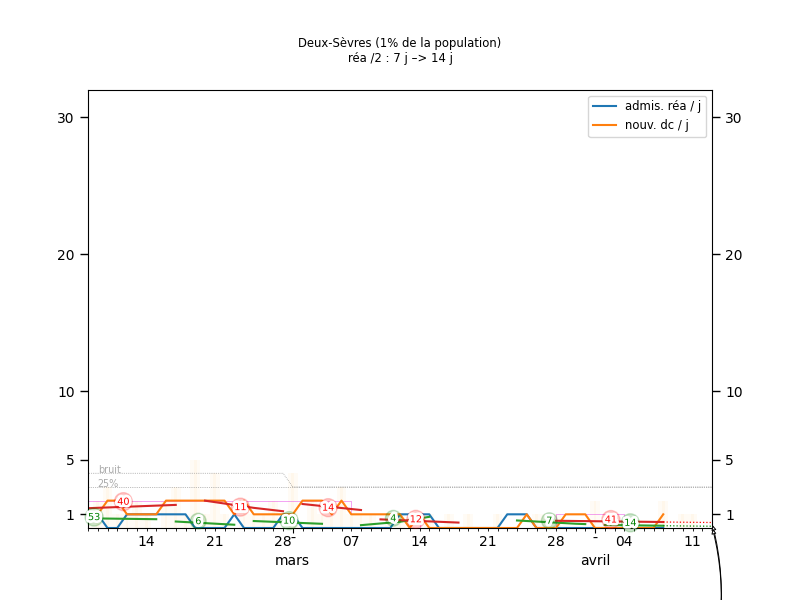 Deux-Sèvres (1% de la population)
réa /2 : 7 j –> 14 j
admis. réa / j
nouv. dc / j
30 30
20 20
10 10
5 5
1 1
bruit
25%
40
53
6
11
10
14
4
12
7
41
14
14 21 28 07 14 21 28 - 04 11
mars avril